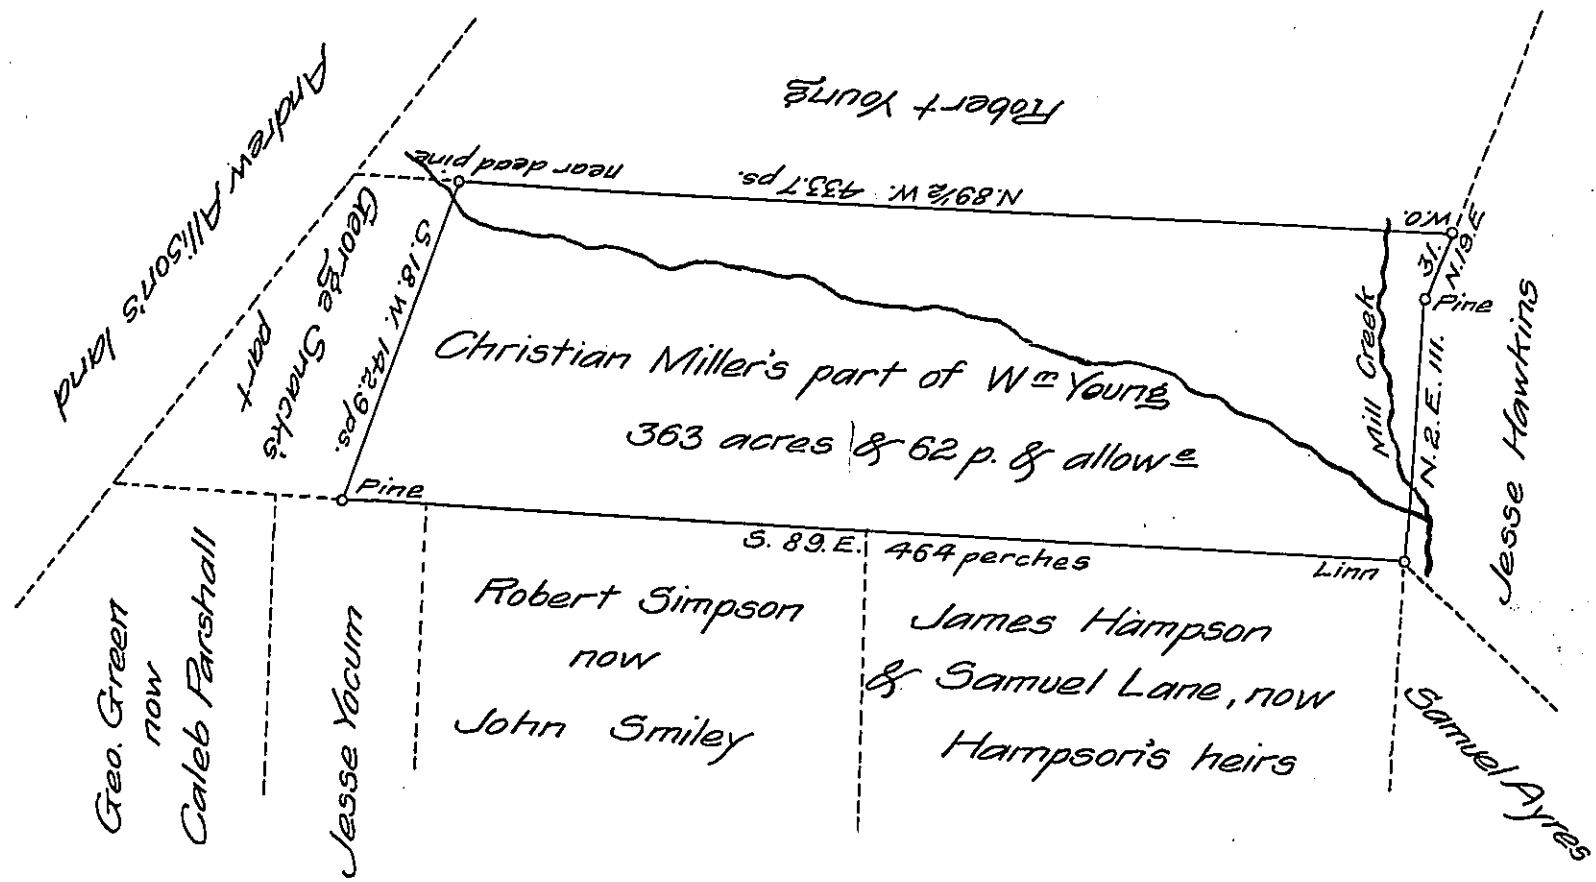 Andrew Allison's land
Robert Young
near dead pine
N.89½ W. 433.7 ps.
W.O.
31.
N.19.E
Pine
George Snack's
part
S.18.W. 142.9 ps.
Christian Miller's part of Wm Young
363 acres & 62 p. & allowe
Mill Creek
N. 2. E. 111.
Jesse Hawkins
Pine
S. 89. E. 464 perches
Linn
Geo. Green
now
Caleb Parshall
Jesse Yocum
Robert Simpson
now
John Smiley
James Hampson
& Samuel Lane, now
Hampson's heirs
Samuel Ayres